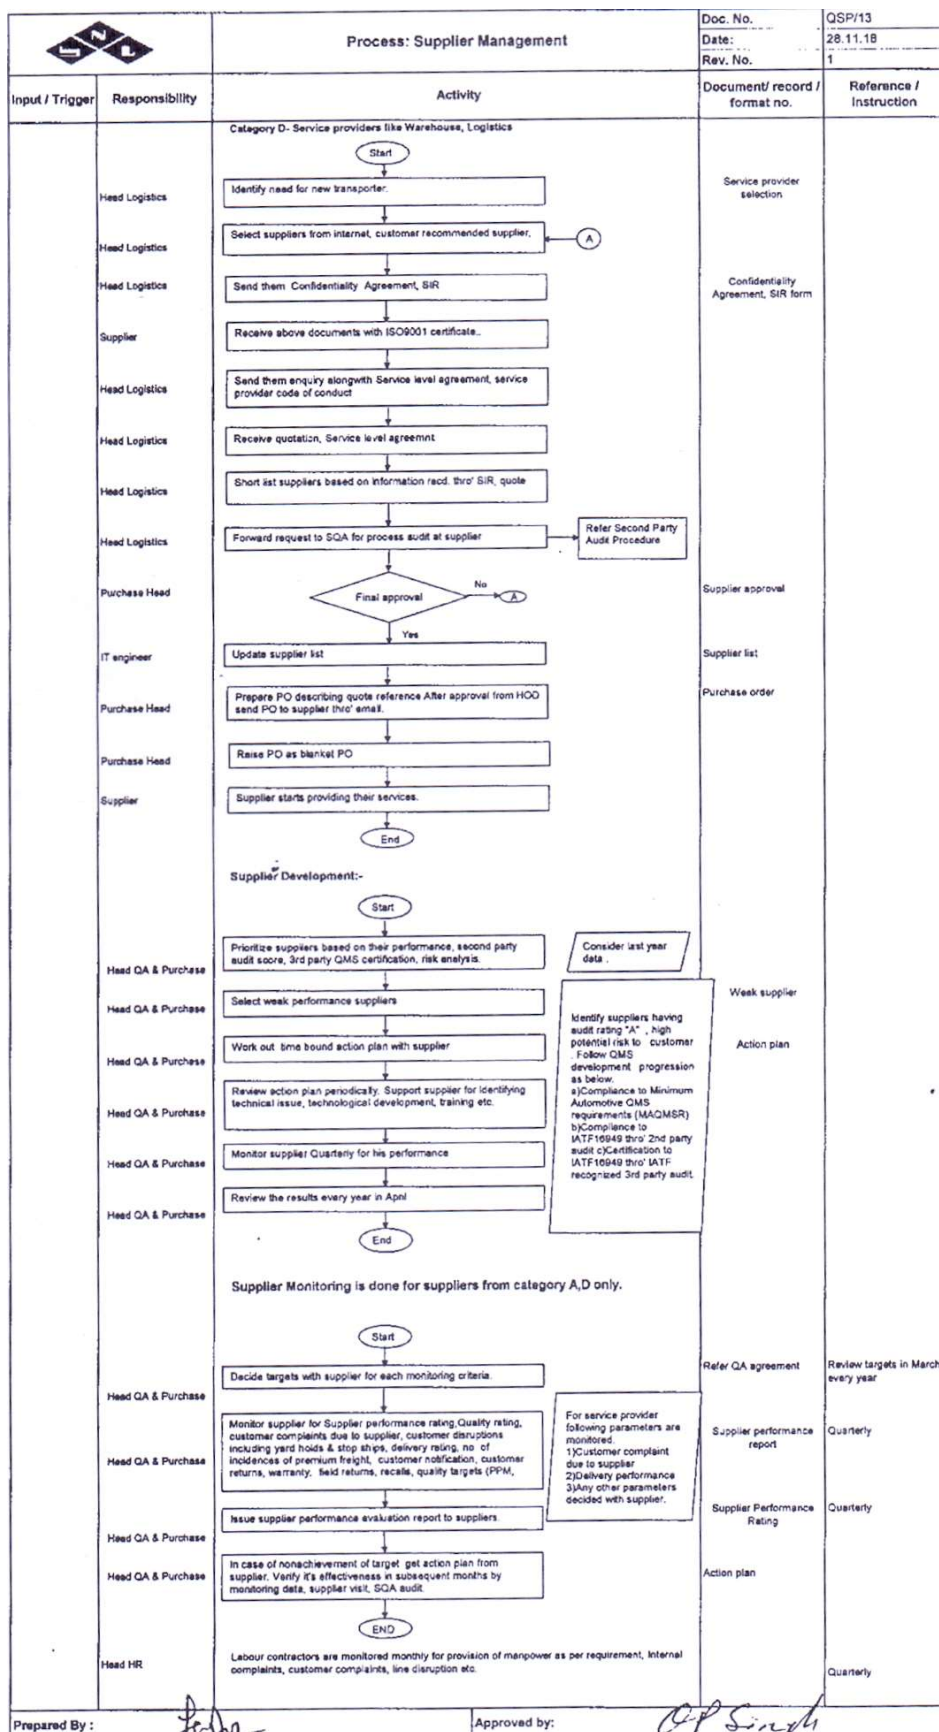 SNL
Process: Supplier Management
Doc. No.
QSP/13
Date:
28.11.18
Rev. No.
1
Input / Trigger
Responsibility
Activity
Document/ record /
format no.
Reference /
Instruction
Category D- Service providers like Warehouse, Logistics
Start
Head Logistics
Identify need for new transporter.
Service provider
selection
Head Logistics
Select suppliers from internet, customer recommended supplier,
A
Head Logistics
Send them Confidentiality Agreement, SIR
Confidentiality
Agreement, SIR form
Supplier
Receive above documents with ISO9001 certificate..
Head Logistics
Send them enquiry alongwith Service level agreement, service
provider code of conduct
Head Logistics
Receive quotation, Service level agreemnt
Head Logistics
Short list suppliers based on information recd. thro' SIR, quote
Head Logistics
Forward request to SQA for process audit at supplier
Refer Second Party
Audit Procedure
Purchase Head
Final approval
No
A
Supplier approval
Yes
IT engineer
Update supplier list
Supplier list
Purchase Head
Prepare PO describing quote reference After approval from HOD
send PO to supplier thro' email.
Purchase order
Purchase Head
Raise PO as blanket PO
Supplier
Supplier starts providing their services.
End
Supplier Development:-
Start
Head QA & Purchase
Prioritize suppliers based on their performance, second party
audit score, 3rd party QMS certification, risk analysis.
Consider last year
data .
Head QA & Purchase
Select weak performance suppliers
Weak supplier
Head QA & Purchase
Work out time bound action plan with supplier
Action plan
Identify suppliers having
audit rating "A" , high
potential risk to customer
. Follow QMS
development progression
as below.
a)Compliance to Minimum
Automotive QMS
requirements (MAQMSR)
b)Compliance to
IATF16949 thro' 2nd party
audit c)Certification to
IATF16949 thro' IATF
recognized 3rd party audit.
Head QA & Purchase
Review action plan periodically. Support supplier for identifying
technical issue, technological development, training etc.
Head QA & Purchase
Monitor supplier Quarterly for his performance
Head QA & Purchase
Review the results every year in April
End
Supplier Monitoring is done for suppliers from category A,D only.
Start
Head QA & Purchase
Decide targets with supplier for each monitoring criteria.
Refer QA agreement
Review targets in March
every year
Head QA & Purchase
Monitor supplier for Supplier performance rating,Quality rating,
customer complaints due to supplier, customer disruptions
including yard holds & stop ships, delivery rating, no of
incidences of premium freight, customer notification, customer
returns, warranty, field returns, recalls, quality targets (PPM,
For service provider
following parameters are
monitored.
1)Customer complaint
due to supplier
2)Delivery performance
3)Any other parameters
decided with supplier.
Supplier performance
report
Quarterly
Head QA & Purchase
Issue supplier performance evaluation report to suppliers.
Supplier Performance
Rating
Quarterly
Head QA & Purchase
In case of nonachievement of target get action plan from
supplier. Verify it's effectiveness in subsequent months by
monitoring data, supplier visit, SQA audit.
Action plan
END
Head HR
Labour contractors are monitored monthly for provision of manpower as per requirement, Internal
complaints, customer complaints, line disruption etc.
Quarterly
Prepared By :
Approved by:
OP Singh